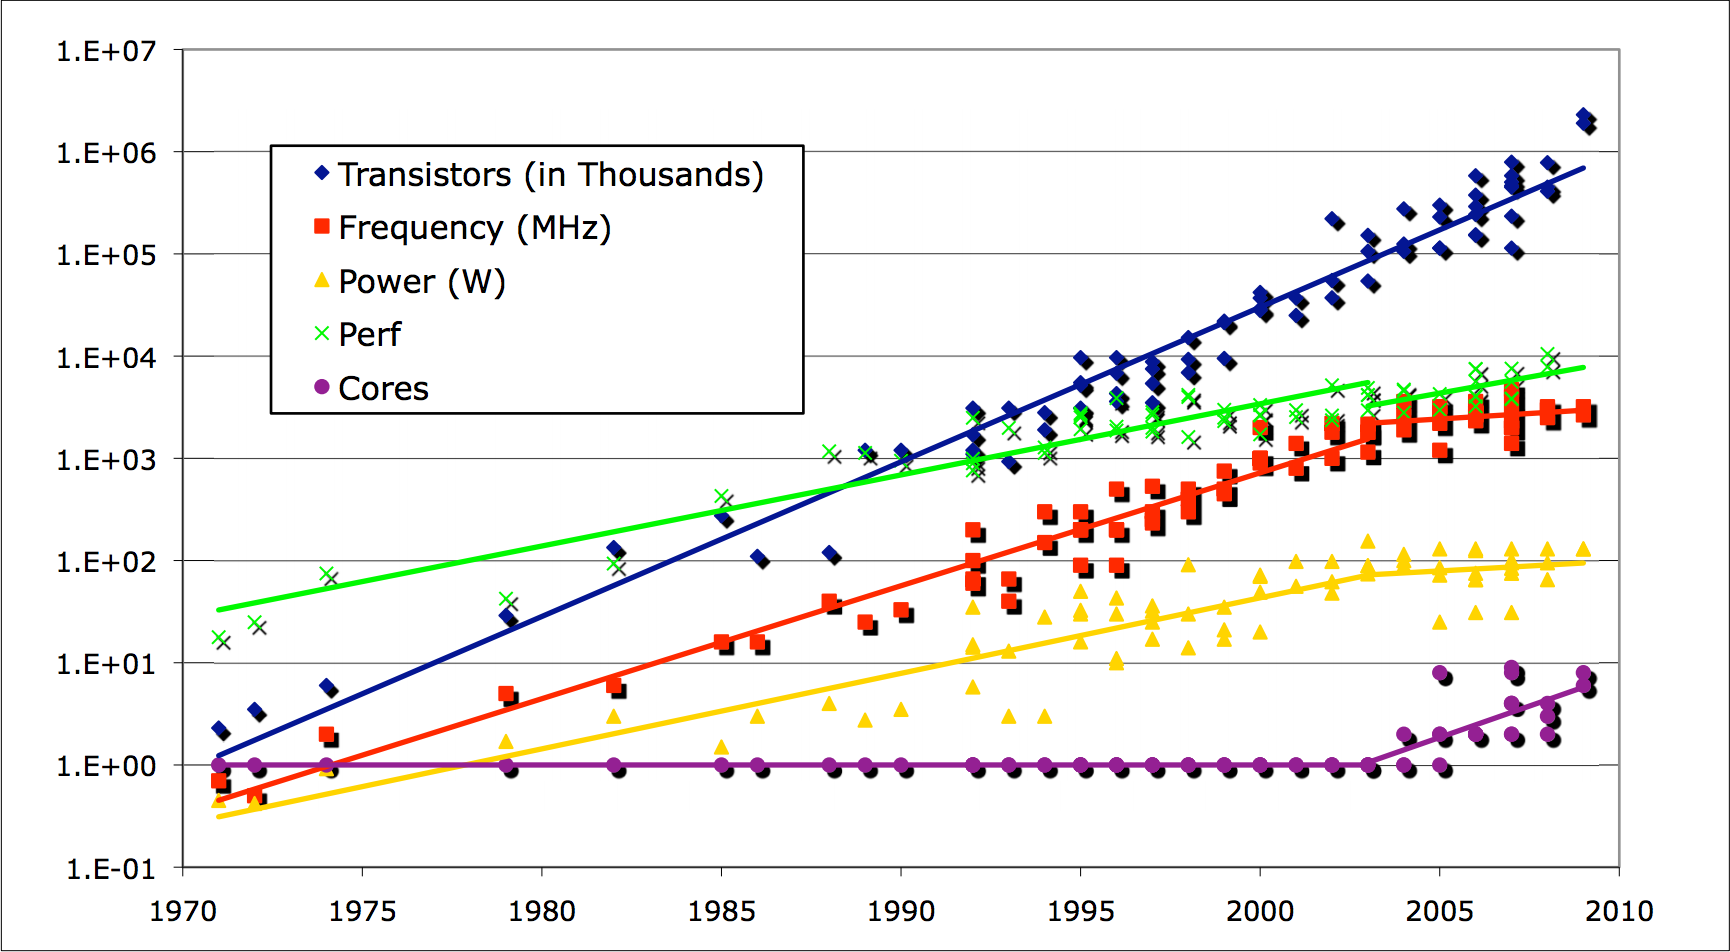 1.E+07
1.E+06
1.E+05
1.E+04
1.E+03
1.E+02
1.E+01
1.E+00
1.E-01
Transistors (in Thousands)
Frequency (MHz)
Power (W)
Perf
Cores
1970 1975 1980 1985 1990 1995 2000 2005 2010